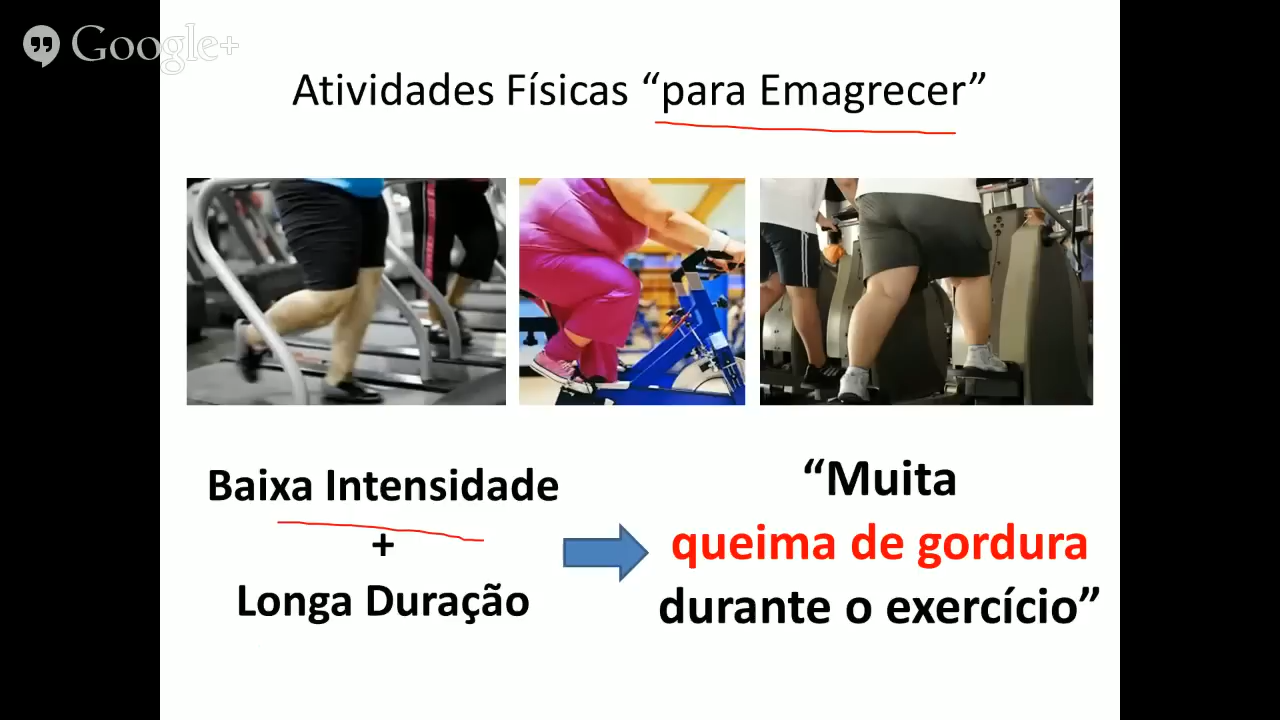 Google+
Atividades Físicas “para Emagrecer”
Baixa Intensidade
+
Longa Duração
“Muita
queima de gordura
durante o exercício”